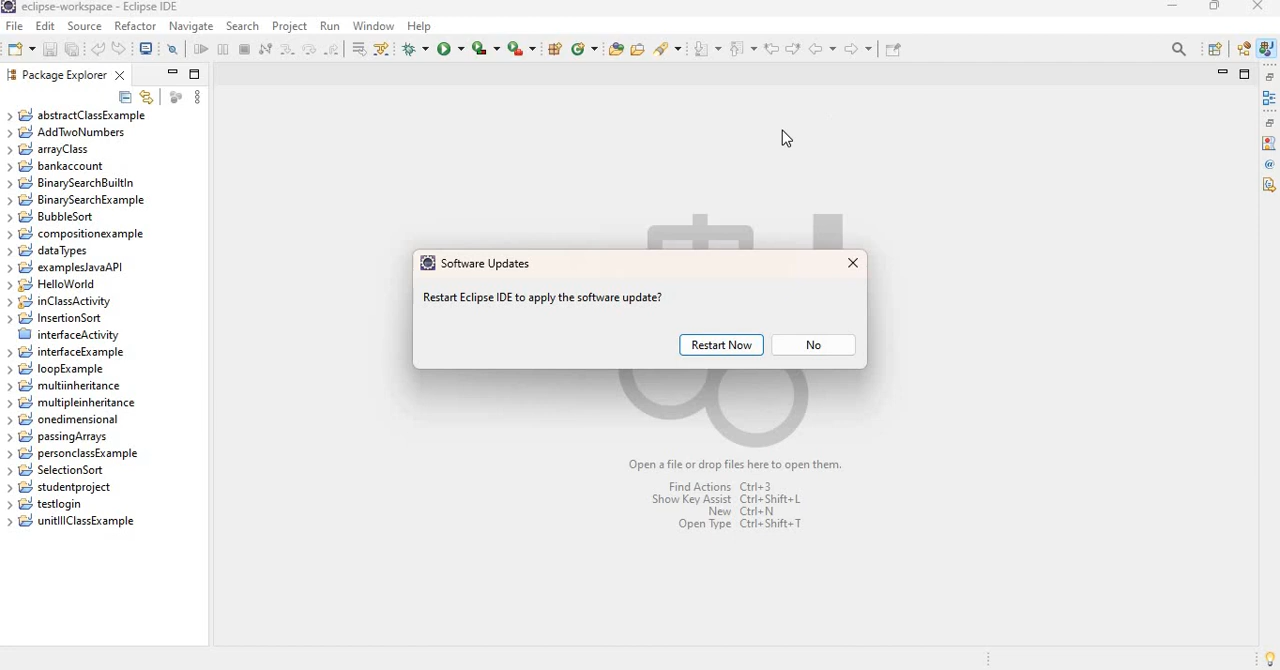 eclipse-workspace - Eclipse IDE
File Edit Source Refactor Navigate Search Project Run Window Help
Package Explorer
abstractClassExample
AddTwoNumbers
arrayClass
bankaccount
BinarySearchBuiltIn
BinarySearchExample
BubbleSort
compositionexample
dataTypes
examplesJavaAPI
HelloWorld
inClassActivity
InsertionSort
interfaceActivity
interfaceExample
loopExample
multiinheritance
multipleinheritance
onedimensional
passingArrays
personclassExample
SelectionSort
studentproject
testlogin
unitIIIClassExample
Software Updates
Restart Eclipse IDE to apply the software update?
Restart Now No
Open a file or drop files here to open them.
Find Actions Ctrl+3
Show Key Assist Ctrl+Shift+L
New Ctrl+N
Open Type Ctrl+Shift+T